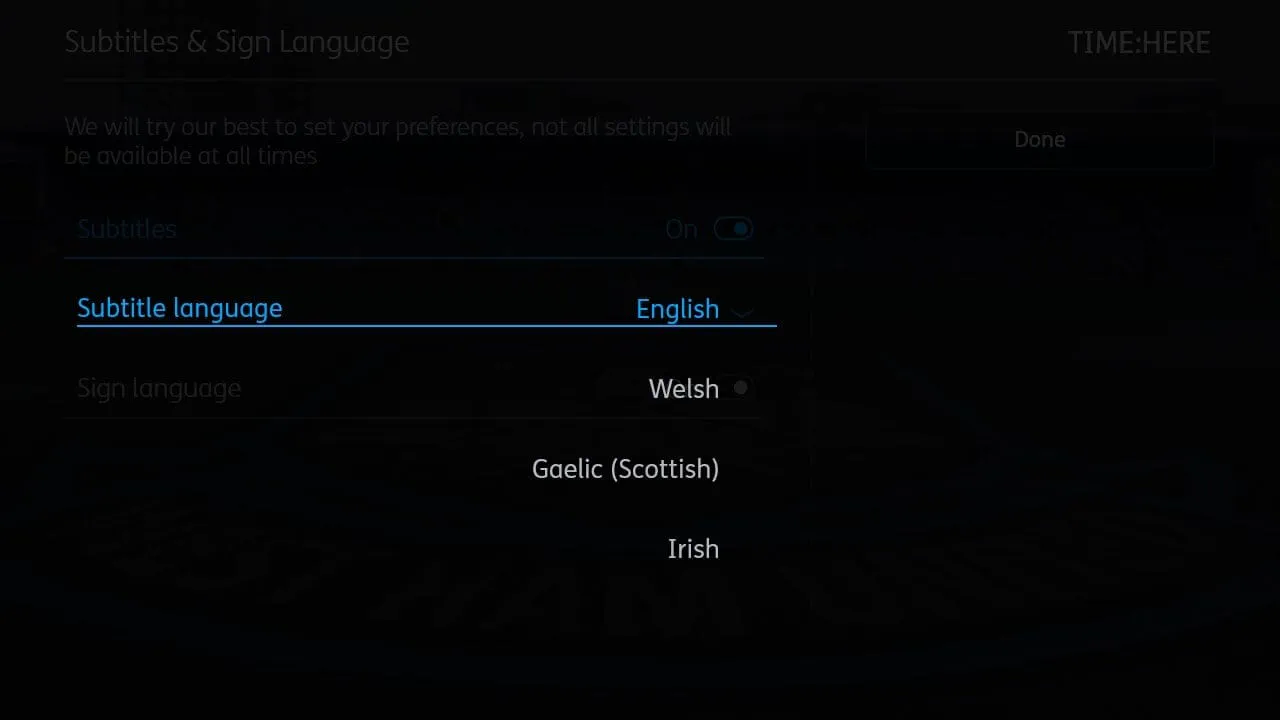 Subtitles & Sign Language
TIME:HERE
We will try our best to set your preferences, not all settings will
be available at all times
Done
Subtitles
On
Subtitle language
English
Sign language
Welsh
Gaelic (Scottish)
Irish